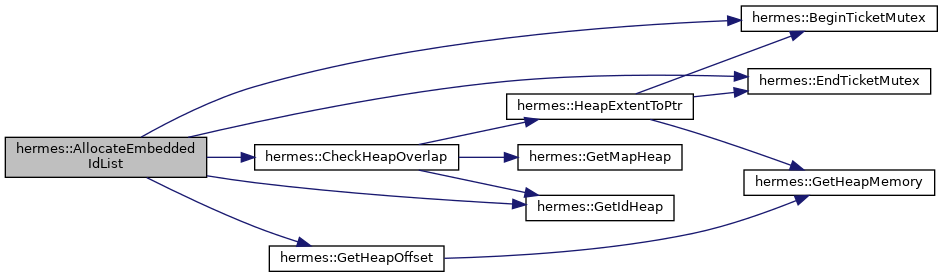 hermes::AllocateEmbedded
IdList
hermes::CheckHeapOverlap
hermes::GetHeapOffset
hermes::HeapExtentToPtr
hermes::GetMapHeap
hermes::GetIdHeap
hermes::BeginTicketMutex
hermes::EndTicketMutex
hermes::GetHeapMemory